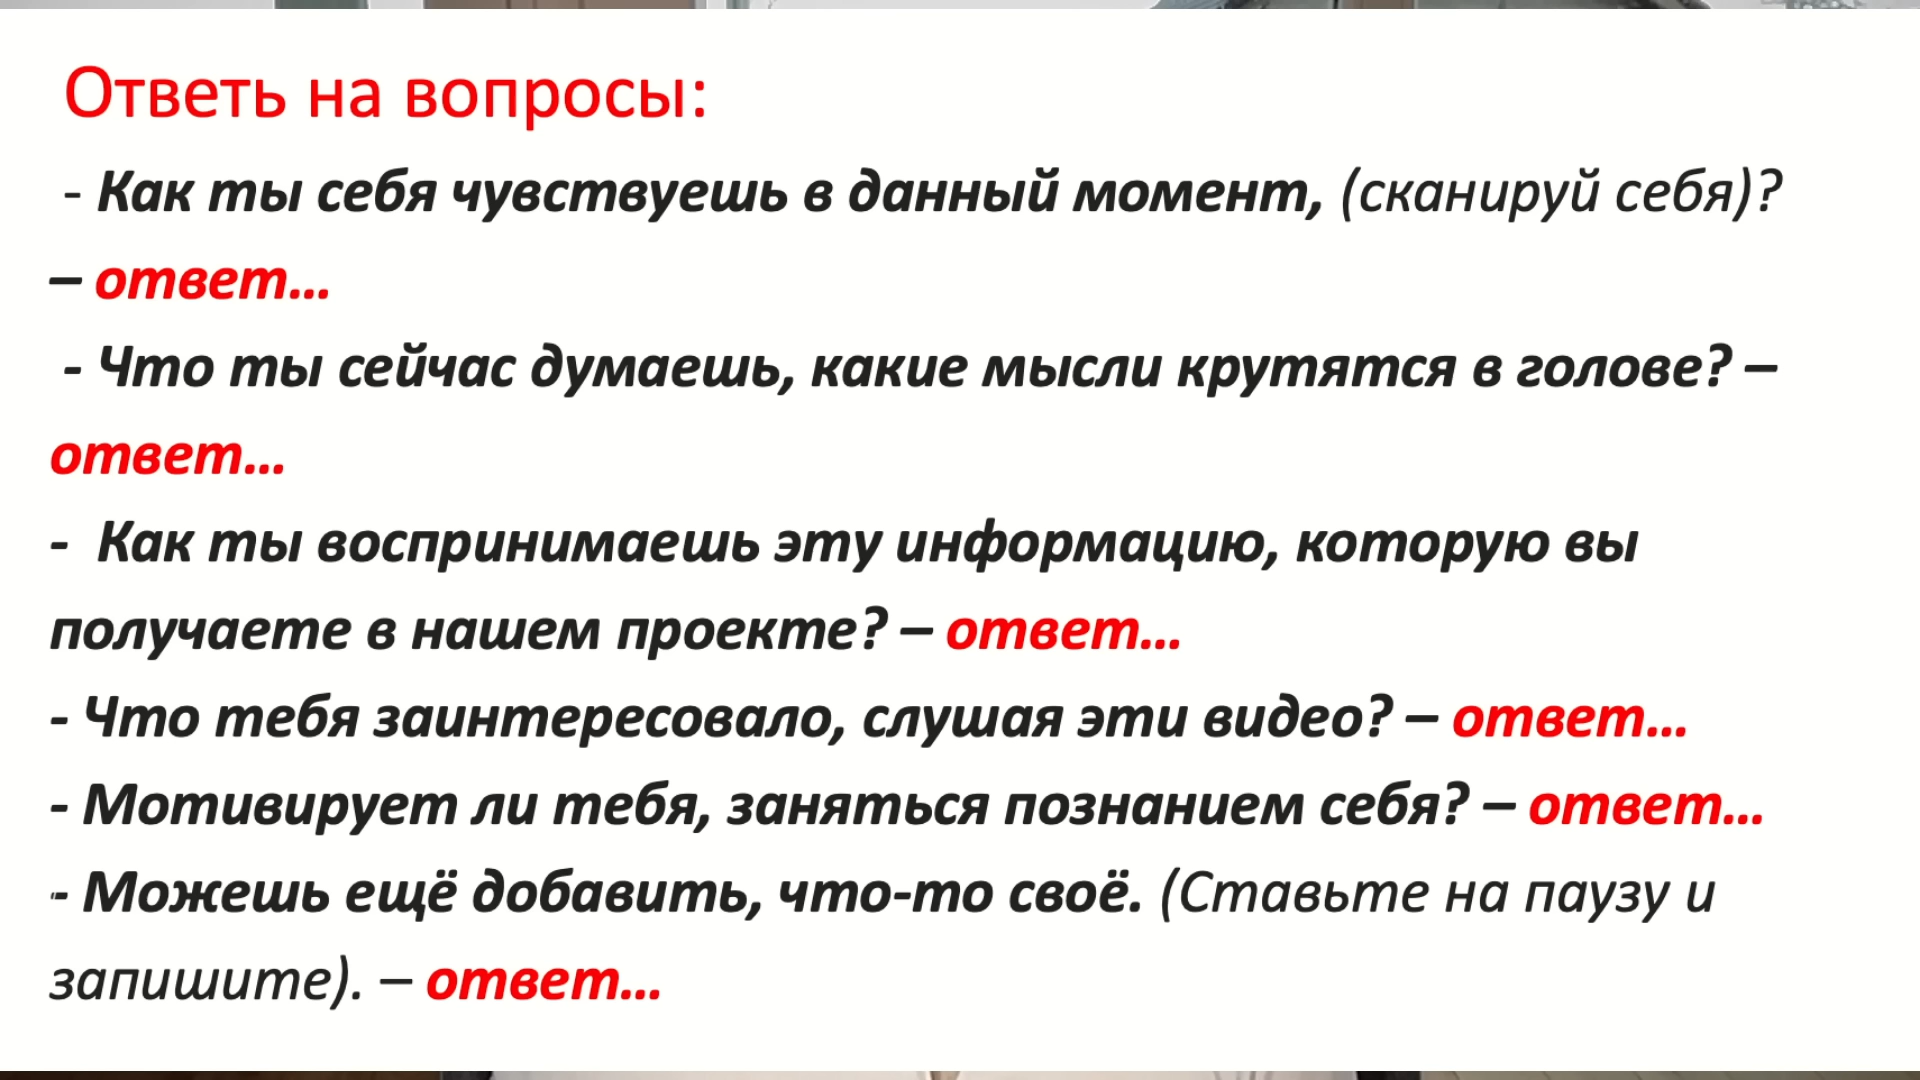 Ответь на вопросы:
- Как ты себя чувствуешь в данный момент, (сканируй себя)?
– ответ...
- Что ты сейчас думаешь, какие мысли крутятся в голове? –
ответ...
- Как ты воспринимаешь эту информацию, которую вы
получаете в нашем проекте? – ответ...
- Что тебя заинтересовало, слушая эти видео? – ответ...
- Мотивирует ли тебя, заняться познанием себя? – ответ...
- Можешь ещё добавить, что-то своё. (Ставьте на паузу и
запишите). – ответ...